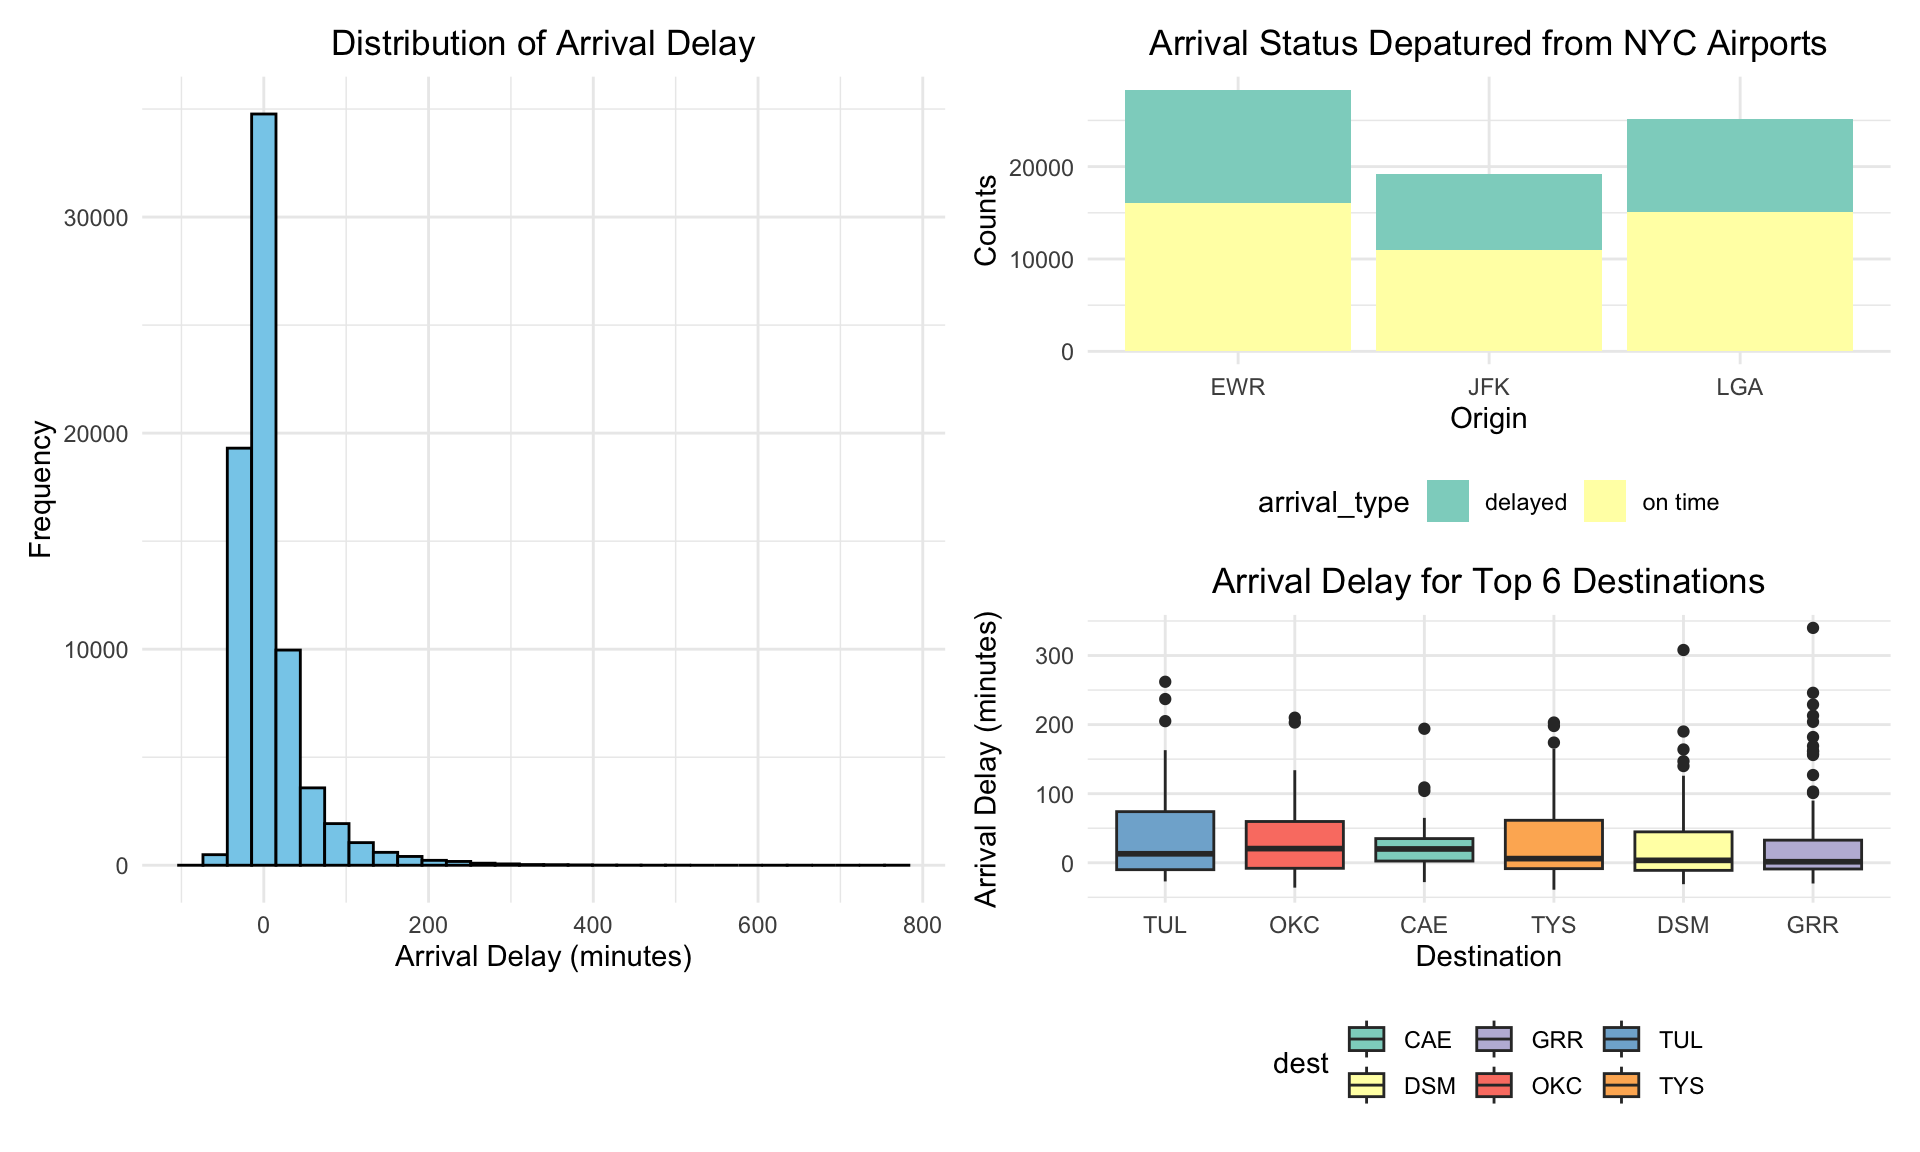 Distribution of Arrival Delay
Frequency
30000
20000
10000
0
0 200 400 600 800
Arrival Delay (minutes)
Arrival Status Depatured from NYC Airports
Counts
20000
10000
0
EWR JFK LGA
Origin
arrival_type delayed on time
Arrival Delay for Top 6 Destinations
Arrival Delay (minutes)
300
200
100
0
TUL OKC CAE TYS DSM GRR
Destination
dest
CAE GRR TUL
DSM OKC TYS